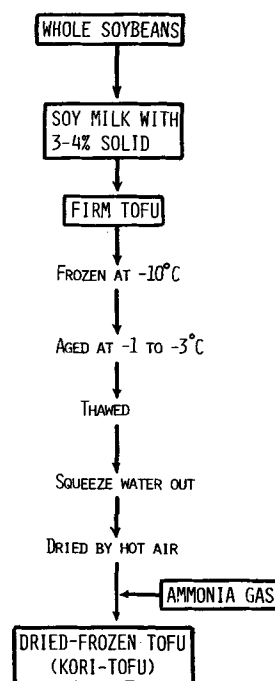 WHOLE SOYBEANS
SOY MILK WITH
3-4% SOLID
FIRM TOFU
FROZEN AT -10°C
AGED AT -1 TO -3°C
THAWED
SQUEEZE WATER OUT
DRIED BY HOT AIR
AMMONIA GAS
DRIED-FROZEN TOFU
(KORI-TOFU)